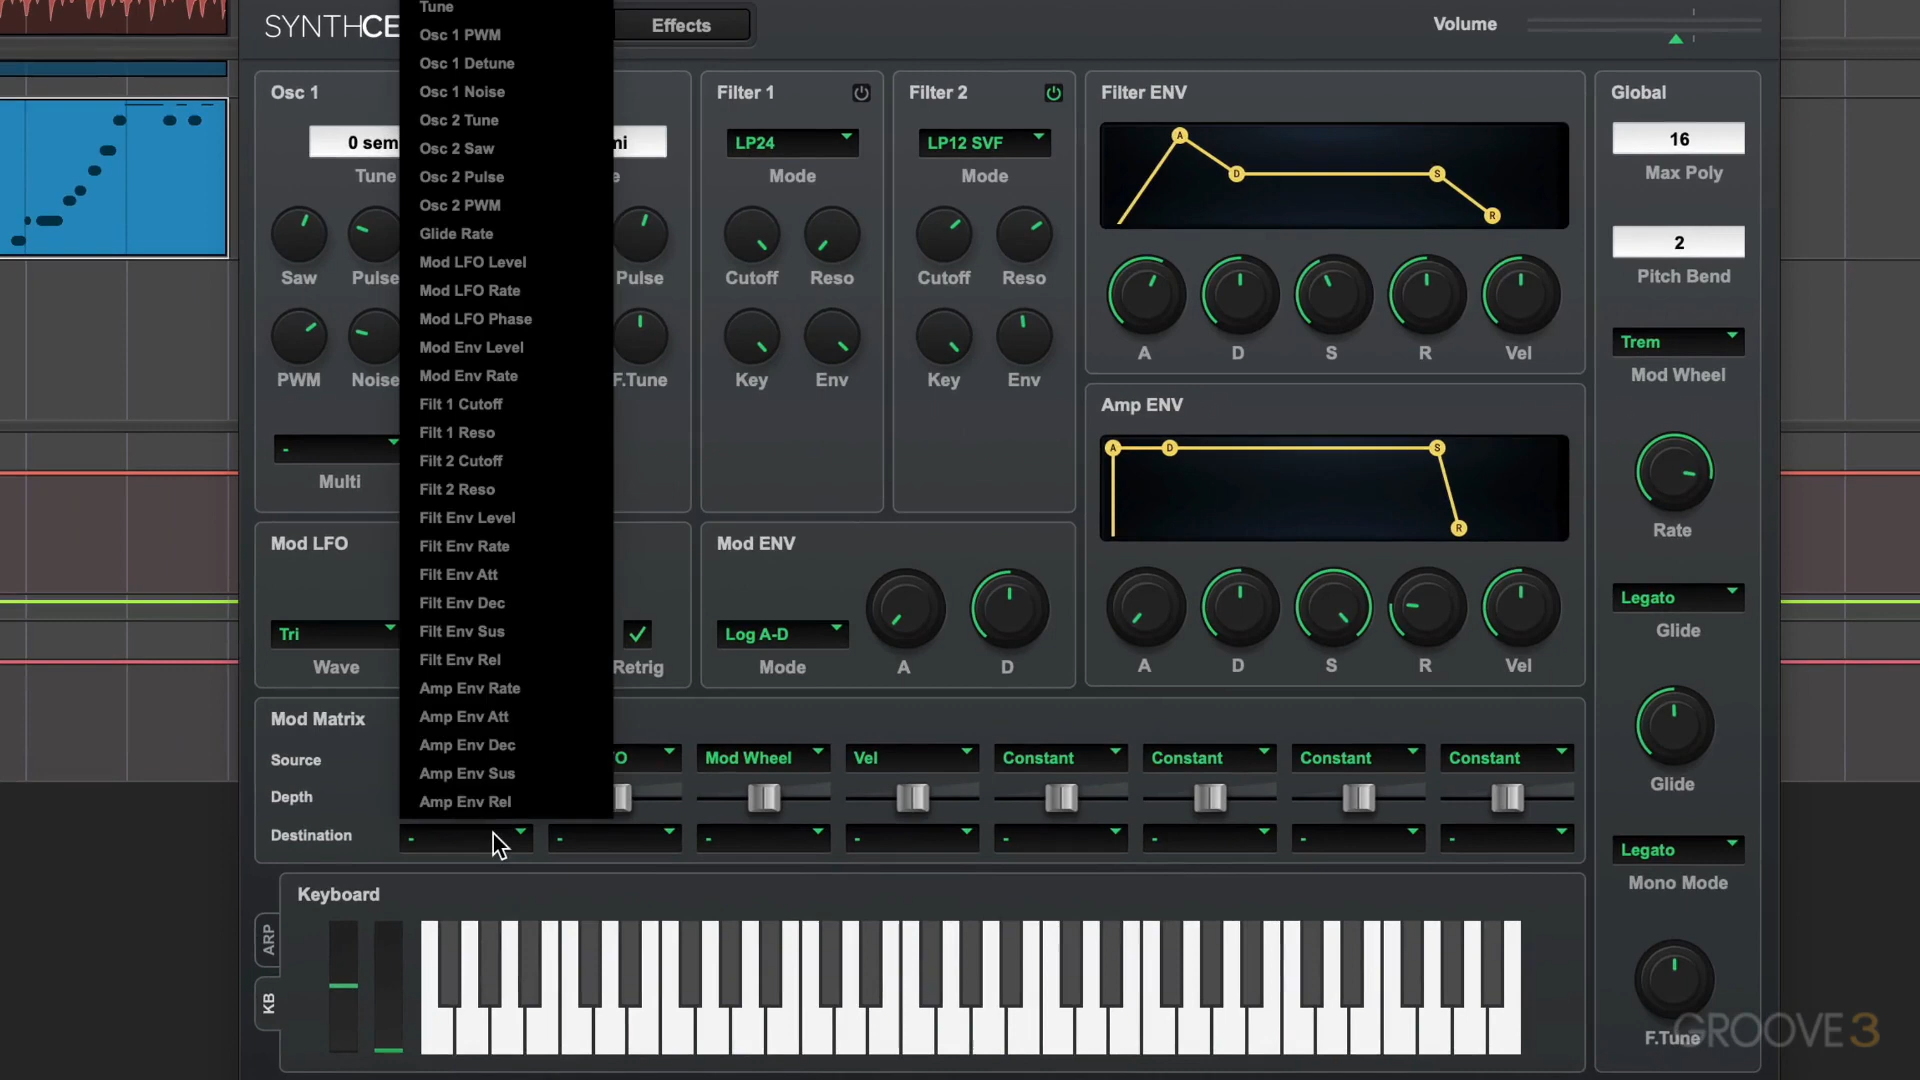 SYNTHCE
Effects
Volume
Tune
Osc 1 PWM
Osc 1 Detune
Osc 1 Noise
Osc 2 Tune
Osc 2 Saw
Osc 2 Pulse
Osc 2 PWM
Glide Rate
Mod LFO Level
Mod LFO Rate
Mod LFO Phase
Mod Env Level
Mod Env Rate
Filt 1 Cutoff
Filt 1 Reso
Filt 2 Cutoff
Filt 2 Reso
Filt Env Level
Filt Env Rate
Filt Env Att
Filt Env Dec
Filt Env Sus
Filt Env Rel
Amp Env Rate
Amp Env Att
Amp Env Dec
Amp Env Sus
Amp Env Rel
Osc 1
0 sem
mi
Tune
e
Saw Pulse Pulse
PWM Noise F.Tune
-
Multi
Filter 1
LP24
Mode
Cutoff Reso
Key Env
Filter 2
LP12 SVF
Mode
Cutoff Reso
Key Env
Filter ENV
A D S R
A D S R Vel
Amp ENV
A D S R
A D S R Vel
Global
16
Max Poly
2
Pitch Bend
Trem
Mod Wheel
Rate
Legato
Glide
Glide
Legato
Mono Mode
F.Tune
Mod LFO
Tri
Wave
Retrig
Mod ENV
Log A-D
Mode
A D
Mod Matrix
Source O Mod Wheel Vel Constant Constant Constant Constant
Depth
Destination - - - - - - - -
Keyboard
ARP
KB
GROOVE 3